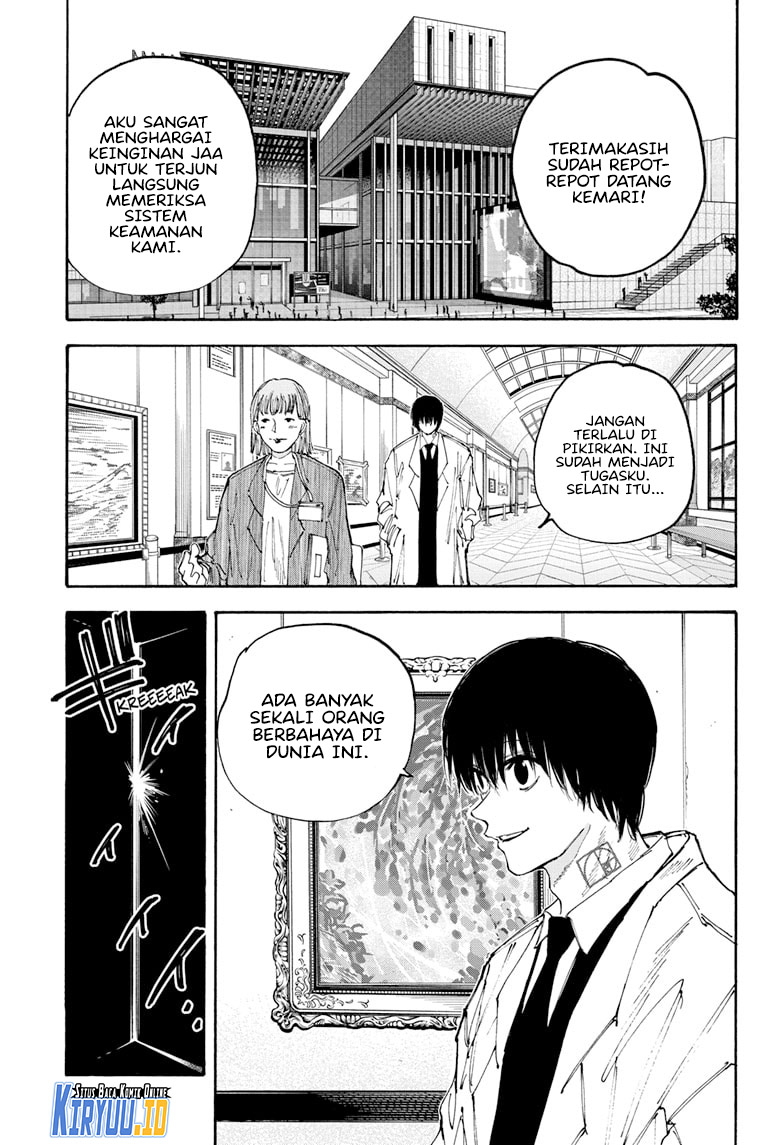 TERIMAKASIH
SUDAH REPOT-
REPOT DATANG
KEMARI!
AKU SANGAT
MENGHARGAI
KEINGINAN JAA
UNTUK TERJUN
LANGSUNG
MEMERIKSA
SISTEM
KEAMANAN
KAMI.
JANGAN
TERLALU DI
PIKIRKAN. INI
SUDAH MENJADI
TUGASKU.
SELAIN ITU...
ADA BANYAK
SEKALI ORANG
BERBAHAYA DI
DUNIA INI.
KREEEEAK
SITUS BACA KOMIK ONLINE
KIRYUU.ID